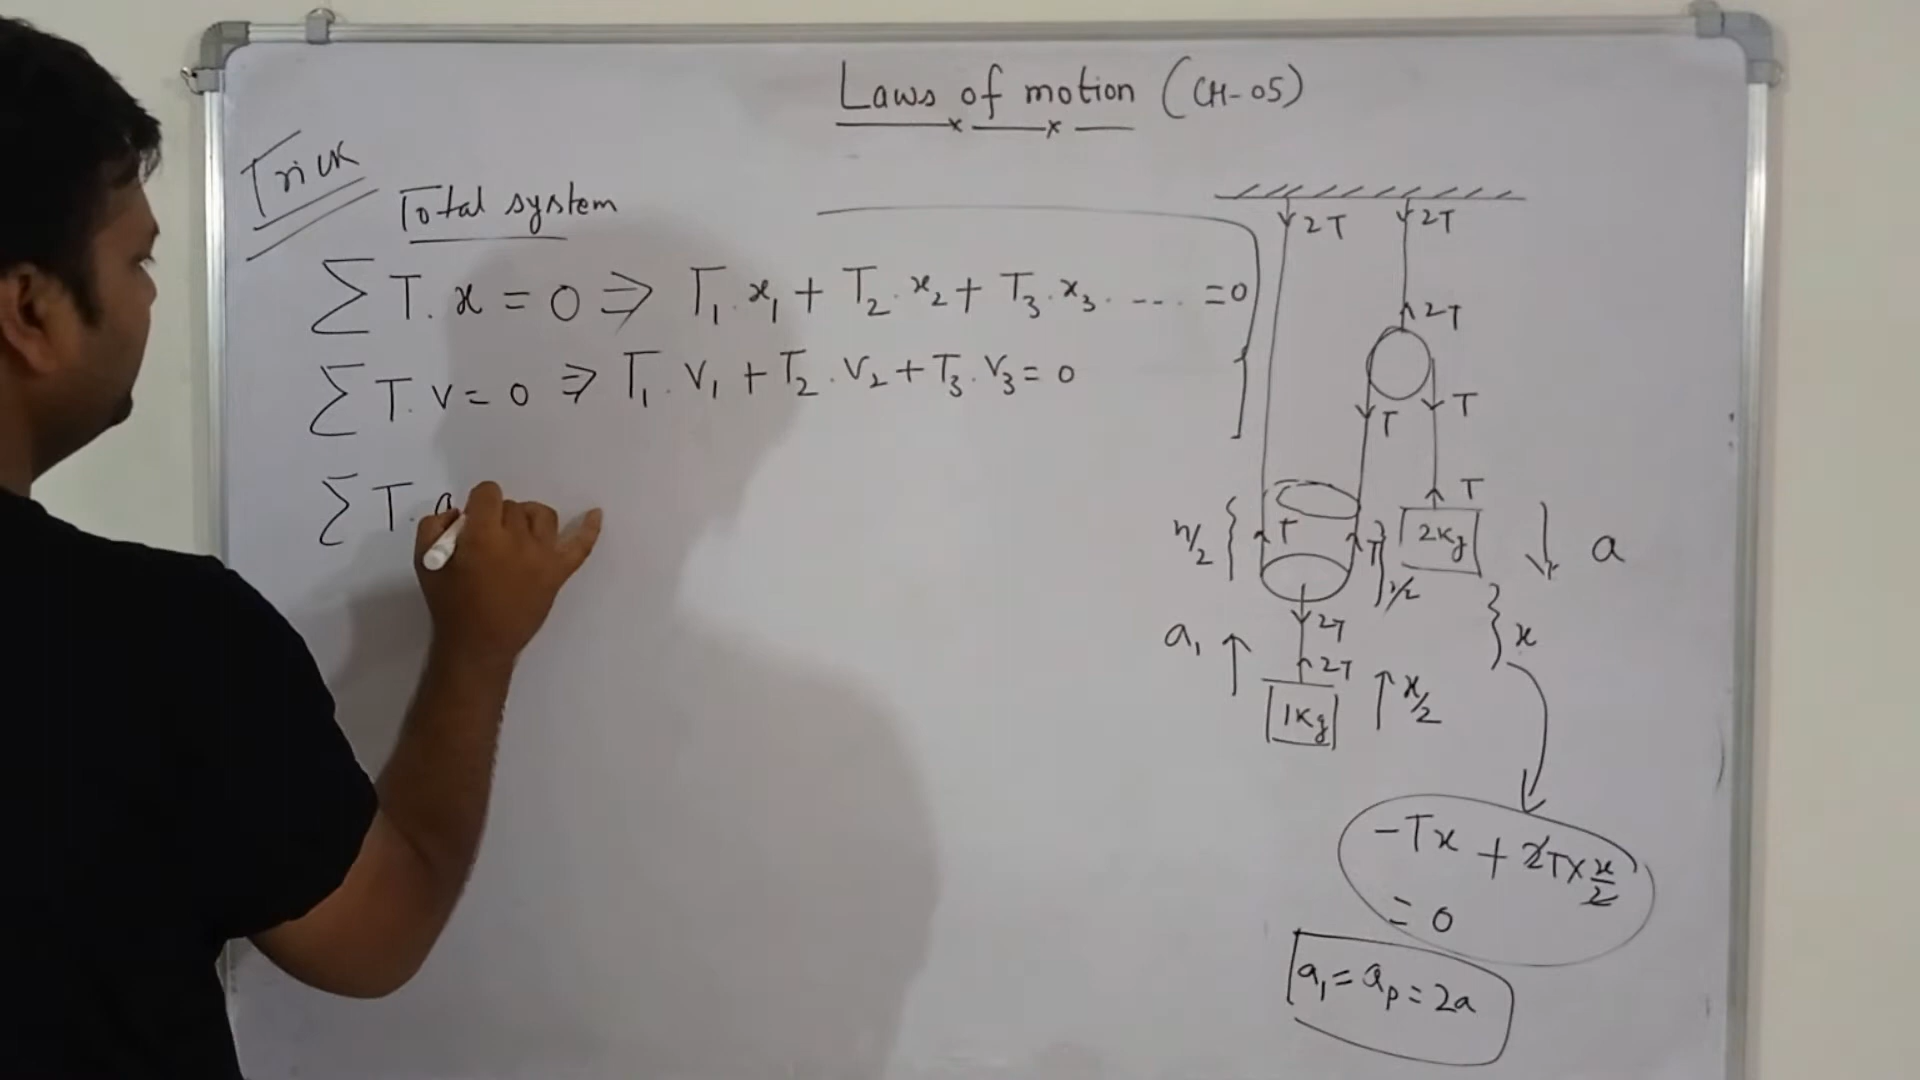 Laws of motion (CH-05)
Trick
Total system
∑ T. x = 0 ⇒ T₁. x₁ + T₂. x₂ + T₃. x₃. ... = 0
∑ T. v = 0 ⇒ T₁. v₁ + T₂. v₂ + T₃. v₃ = 0
∑ T. a
2T 2T
2T
T T
T
x/2 T T x/2 2Kg a
2T
a₁ 2T x
1Kg x/2
-Tx + 2T× x/2
= 0
a₁ = aₚ = 2a